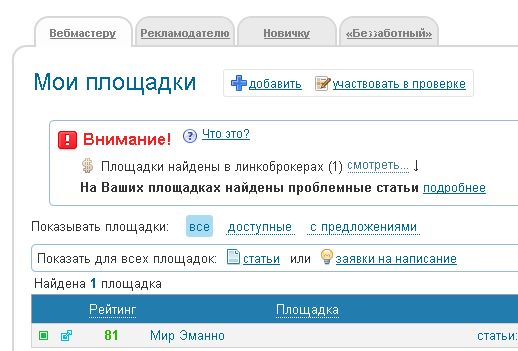 Вебмастеру Рекламодателю Новичку «Беззаботный»
Мои площадки добавить участвовать в проверке
Внимание! Что это?
Площадки найдены в линкоброкерах (1) смотреть... ↓
На Ваших площадках найдены проблемные статьи подробнее
Показывать площадки: все доступные с предложениями
Показать для всех площадок: статьи или заявки на написание
Найдена 1 площадка
Рейтинг Площадка
81 Мир Эманно статьи: